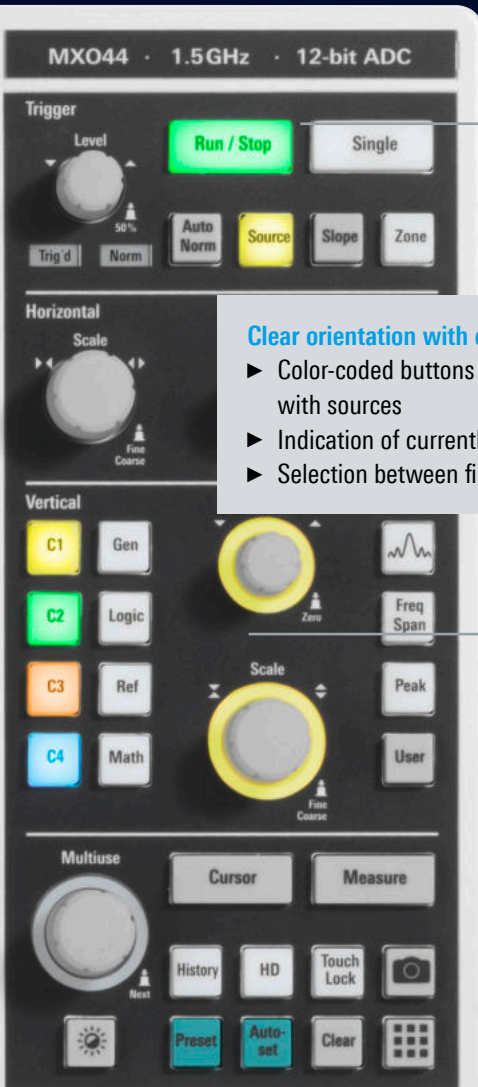 MXO44 · 1.5GHz · 12-bit ADC
Trigger
Level
50%
Trig'd Norm
Run / Stop Single
Auto
Norm
Source Slope Zone
Horizontal
Scale
Fine
Coarse
Clear orientation with
► Color-coded buttons
with sources
► Indication of
► Selection between
Vertical
C1 Gen
C2 Logic
C3 Ref
C4 Math
Zero
Scale
Fine
Coarse
Freq
Span
Peak
User
Multiuse
Next
Cursor Measure
History HD Touch
Lock
Preset Auto-
set Clear